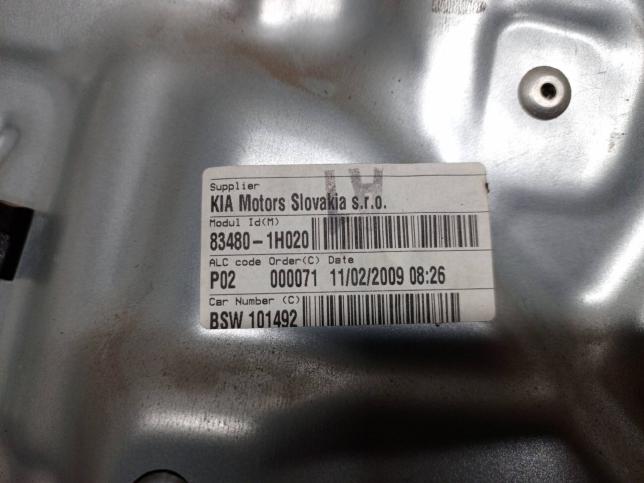 Supplier
KIA Motors Slovakia s.r.o.
Modul Id(M)
83480-1H020
ALC code Order(C) Date
P02 000071 11/02/2009 08:26
Car Number (C)
BSW 101492